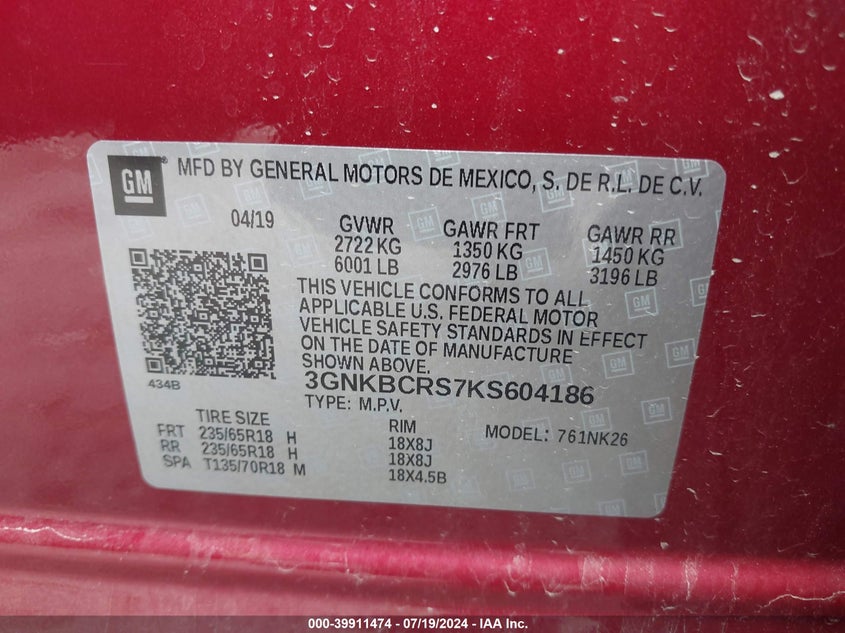 GM MFD BY GENERAL MOTORS DE MEXICO, S. DE R.L. DE C.V.
04/19 GVWR GAWR FRT GAWR RR
2722 KG 1350 KG 1450 KG
6001 LB 2976 LB 3196 LB
THIS VEHICLE CONFORMS TO ALL
APPLICABLE U.S. FEDERAL MOTOR
VEHICLE SAFETY STANDARDS IN EFFECT
ON THE DATE OF MANUFACTURE
SHOWN ABOVE.
434B 3GNKBCRS7KS604186
TYPE: M.P.V.
TIRE SIZE RIM MODEL: 761NK26
FRT 235/65R18 H 18X8J
RR 235/65R18 H 18X8J
SPA T135/70R18 M 18X4.5B
000-39911474 / 07/19/2024 - IAA Inc.